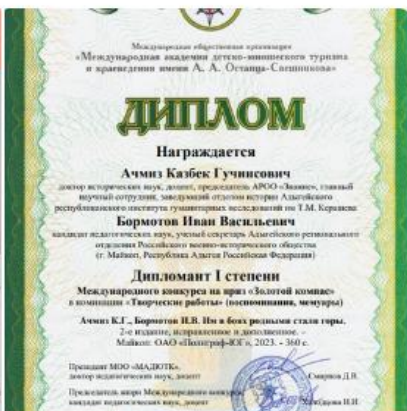 Международная общественная организация
«Международная академия детско-юношеского туризма
и краеведения имени А. А. Остапца-Свешникова»
ДИПЛОМ
Награждается
Ачмиз Казбек Гучипсович
доктор исторических наук, доцент, председатель АРОО «Знание», главный
научный сотрудник, заведующий отделом истории Адыгейского
республиканского института гуманитарных исследований им Т.М. Керашева
Бормотов Иван Васильевич
кандидат педагогических наук, ученый секретарь Адыгейского регионального
отделения Российского военно-исторического общества
(г. Майкоп, Республика Адыгея Российская Федерация)
Дипломант I степени
Международного конкурса на приз «Золотой компас»
в номинации «Творческие работы» (воспоминания, мемуары)
Ачмиз К.Г., Бормотов И.В. Им в боях родными стали горы.
2-е издание, исправленное и дополненное. -
Майкоп: ОАО «Полиграф-ЮГ», 2023. - 360 с.
Президент МОО «МАДЮТК»,
доктор педагогических наук, доцент
Смирнов Д.В.
Председатель жюри Международного конкурса,
кандидат педагогических наук, доцент
И.И.